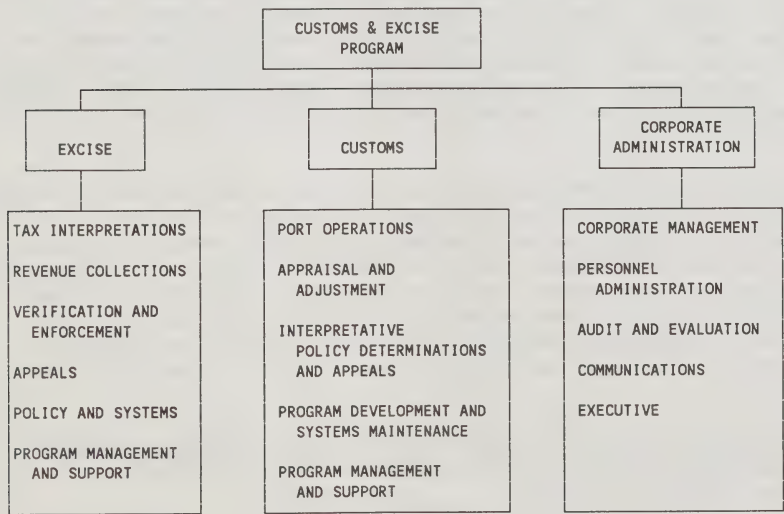 CUSTOMS & EXCISE
PROGRAM
EXCISE
CUSTOMS
CORPORATE
ADMINISTRATION
TAX INTERPRETATIONS
REVENUE COLLECTIONS
VERIFICATION AND
ENFORCEMENT
APPEALS
POLICY AND SYSTEMS
PROGRAM MANAGEMENT
AND SUPPORT
PORT OPERATIONS
APPRAISAL AND
ADJUSTMENT
INTERPRETATIVE
POLICY DETERMINATIONS
AND APPEALS
PROGRAM DEVELOPMENT AND
SYSTEMS MAINTENANCE
PROGRAM MANAGEMENT
AND SUPPORT
CORPORATE MANAGEMENT
PERSONNEL
ADMINISTRATION
AUDIT AND EVALUATION
COMMUNICATIONS
EXECUTIVE